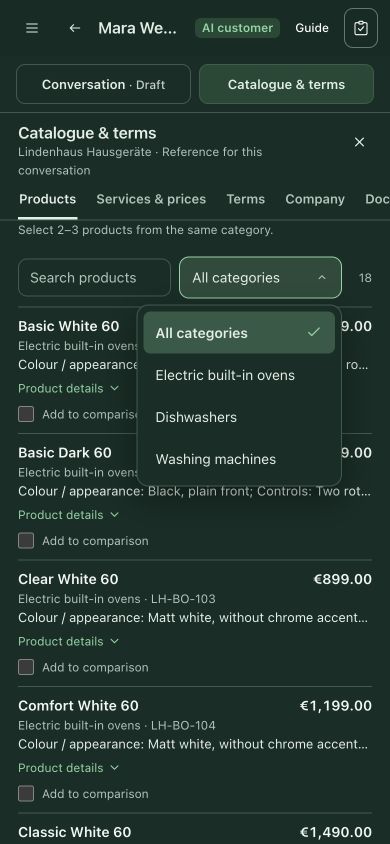 Mara We...
AI customer
Guide
Conversation · Draft
Catalogue & terms
Catalogue & terms
Lindenhaus Hausgeräte · Reference for this
conversation
Products
Services & prices
Terms
Company
Doc
Select 2–3 products from the same category.
Search products
All categories
18
All categories
Electric built-in ovens
Dishwashers
Washing machines
Basic White 60
9.00
Electric built-in ovens
Colour / appearance
ro...
Product details
Add to comparis
Basic Dark 60
9.00
Electric built-in ovens
Colour / appearance: Black, plain front; Controls: Two rot...
Product details
Add to comparison
Clear White 60
€899.00
Electric built-in ovens · LH-BO-103
Colour / appearance: Matt white, without chrome accent...
Product details
Add to comparison
Comfort White 60
€1,199.00
Electric built-in ovens · LH-BO-104
Colour / appearance: Matt white, without chrome accent...
Product details
Add to comparison
Classic White 60
€1,490.00